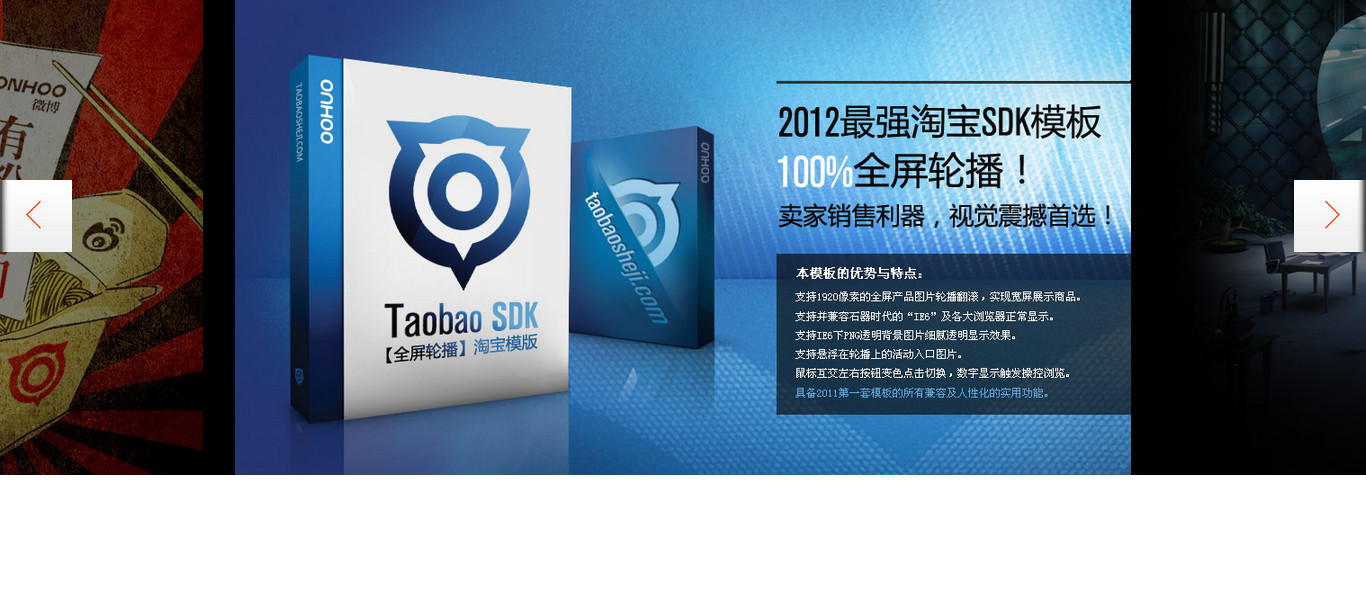 ONHOO
微博
有
TAOBAOSHEJI.COM
OOHUO
Taobao SDK
【全屏轮播】淘宝模版
taobaosheji.com
2012最强淘宝SDK模板
100%全屏轮播！
卖家销售利器，视觉震撼首选！
本模板的优势与特点：
支持1920像素的全屏产品图片轮播翻滚，实现宽屏展示商品。
支持并兼容石器时代的“IE6”及各大浏览器正常显示。
支持IE6下PNG透明背景图片细腻透明显示效果。
支持悬浮在轮播上的活动入口图片。
鼠标互交左右按钮变色点击切换，数字显示触发操控浏览。
具备2011第一套模板的所有兼容及人性化的实用功能。